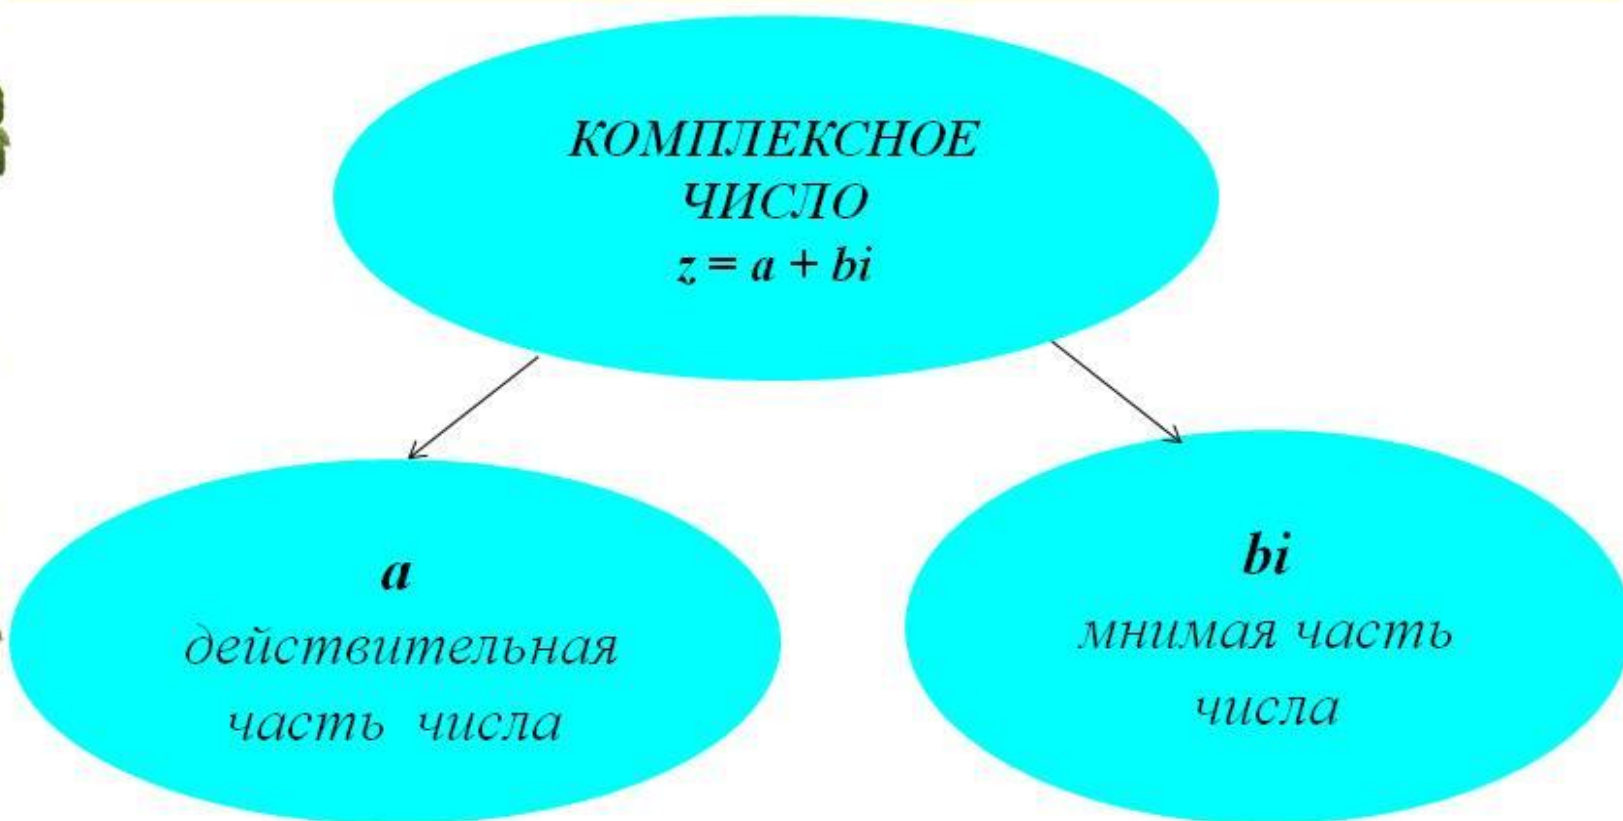 КОМПЛЕКСНОЕ
ЧИСЛО
z = a + bi
a
действительная
часть числа
bi
мнимая часть
числа